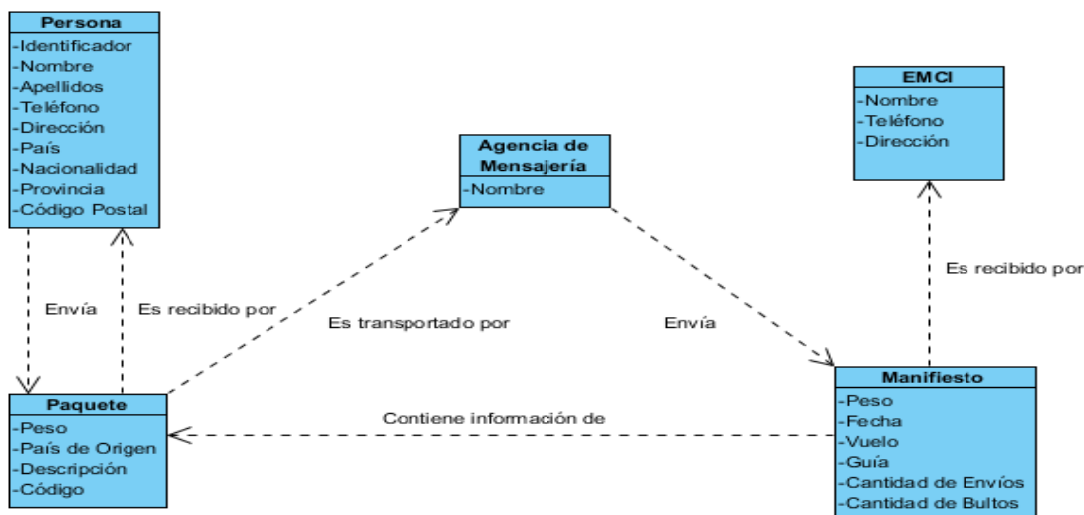 Persona
-Identificador
-Nombre
-Apellidos
-Teléfono
-Dirección
-País
-Nacionalidad
-Provincia
-Código Postal
EMCI
-Nombre
-Teléfono
-Dirección
Agencia de
Mensajería
-Nombre
Envía
Es recibido por
Es transportado por
Envía
Es recibido por
Paquete
-Peso
-País de Origen
-Descripción
-Código
Contiene información de
Manifiesto
-Peso
-Fecha
-Vuelo
-Guía
-Cantidad de Envíos
-Cantidad de Bultos